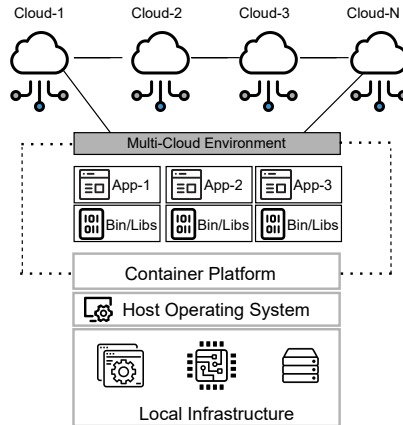 Cloud-1 Cloud-2 Cloud-3 Cloud-N
Multi-Cloud Environment
App-1 App-2 App-3
Bin/Libs Bin/Libs Bin/Libs
Container Platform
Host Operating System
Local Infrastructure